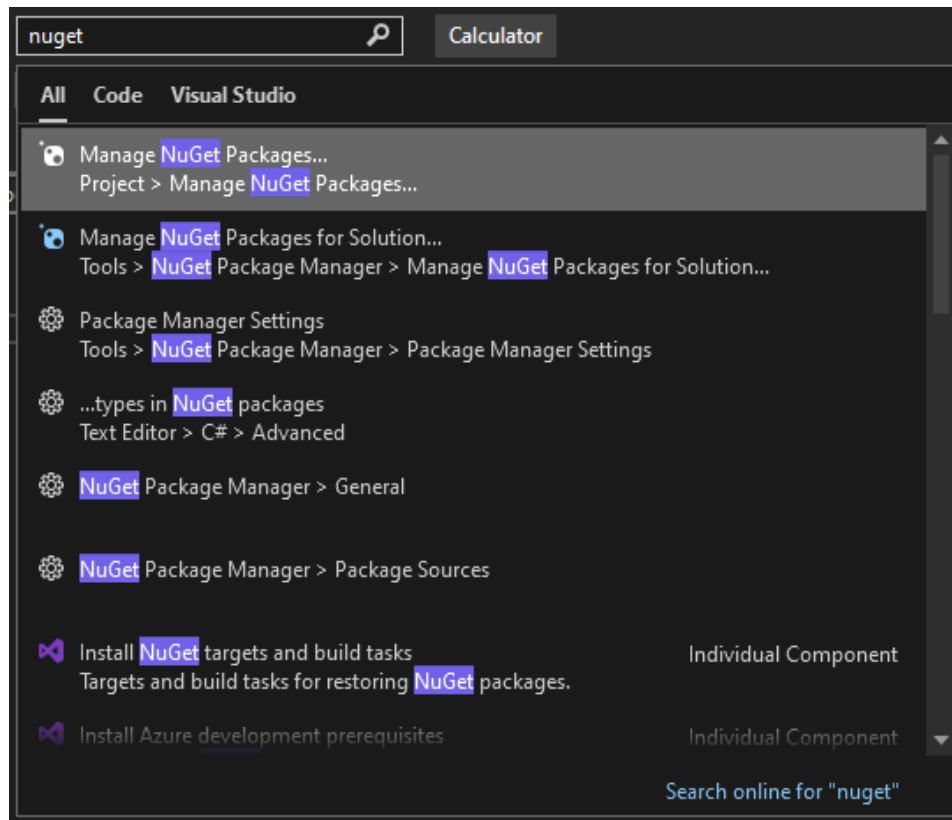 nuget
Calculator
All Code Visual Studio
Manage NuGet Packages...
Project > Manage NuGet Packages...
Manage NuGet Packages for Solution...
Tools > NuGet Package Manager > Manage NuGet Packages for Solution...
Package Manager Settings
Tools > NuGet Package Manager > Package Manager Settings
...types in NuGet packages
Text Editor > C# > Advanced
NuGet Package Manager > General
NuGet Package Manager > Package Sources
Install NuGet targets and build tasks Individual Component
Targets and build tasks for restoring NuGet packages.
Install Azure development prerequisites Individual Component
Search online for "nuget"